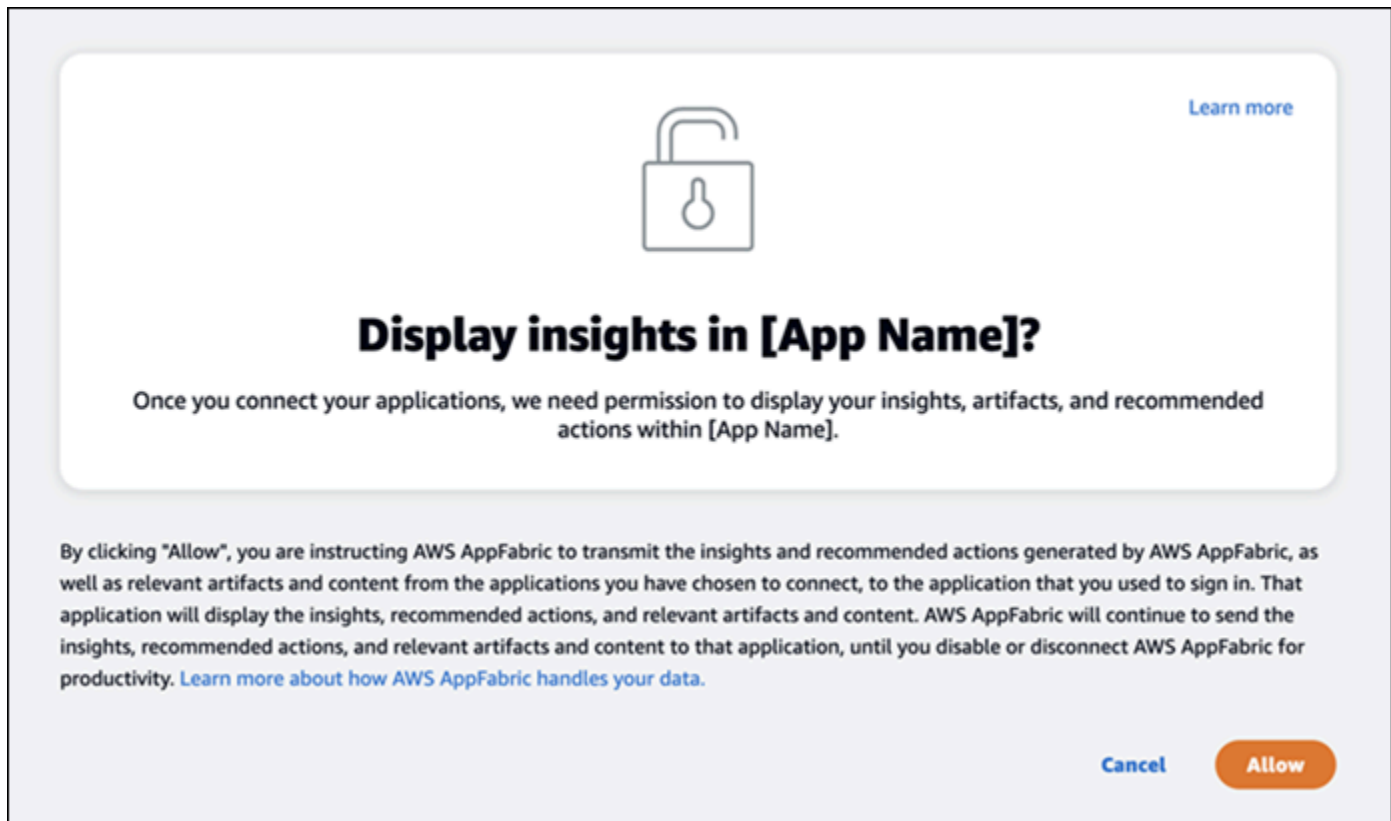 Learn more
Display insights in [App Name]?
Once you connect your applications, we need permission to display your insights, artifacts, and recommended
actions within [App Name].
By clicking "Allow", you are instructing AWS AppFabric to transmit the insights and recommended actions generated by AWS AppFabric, as
well as relevant artifacts and content from the applications you have chosen to connect, to the application that you used to sign in. That
application will display the insights, recommended actions, and relevant artifacts and content. AWS AppFabric will continue to send the
insights, recommended actions, and relevant artifacts and content to that application, until you disable or disconnect AWS AppFabric for
productivity. Learn more about how AWS AppFabric handles your data.
Cancel
Allow